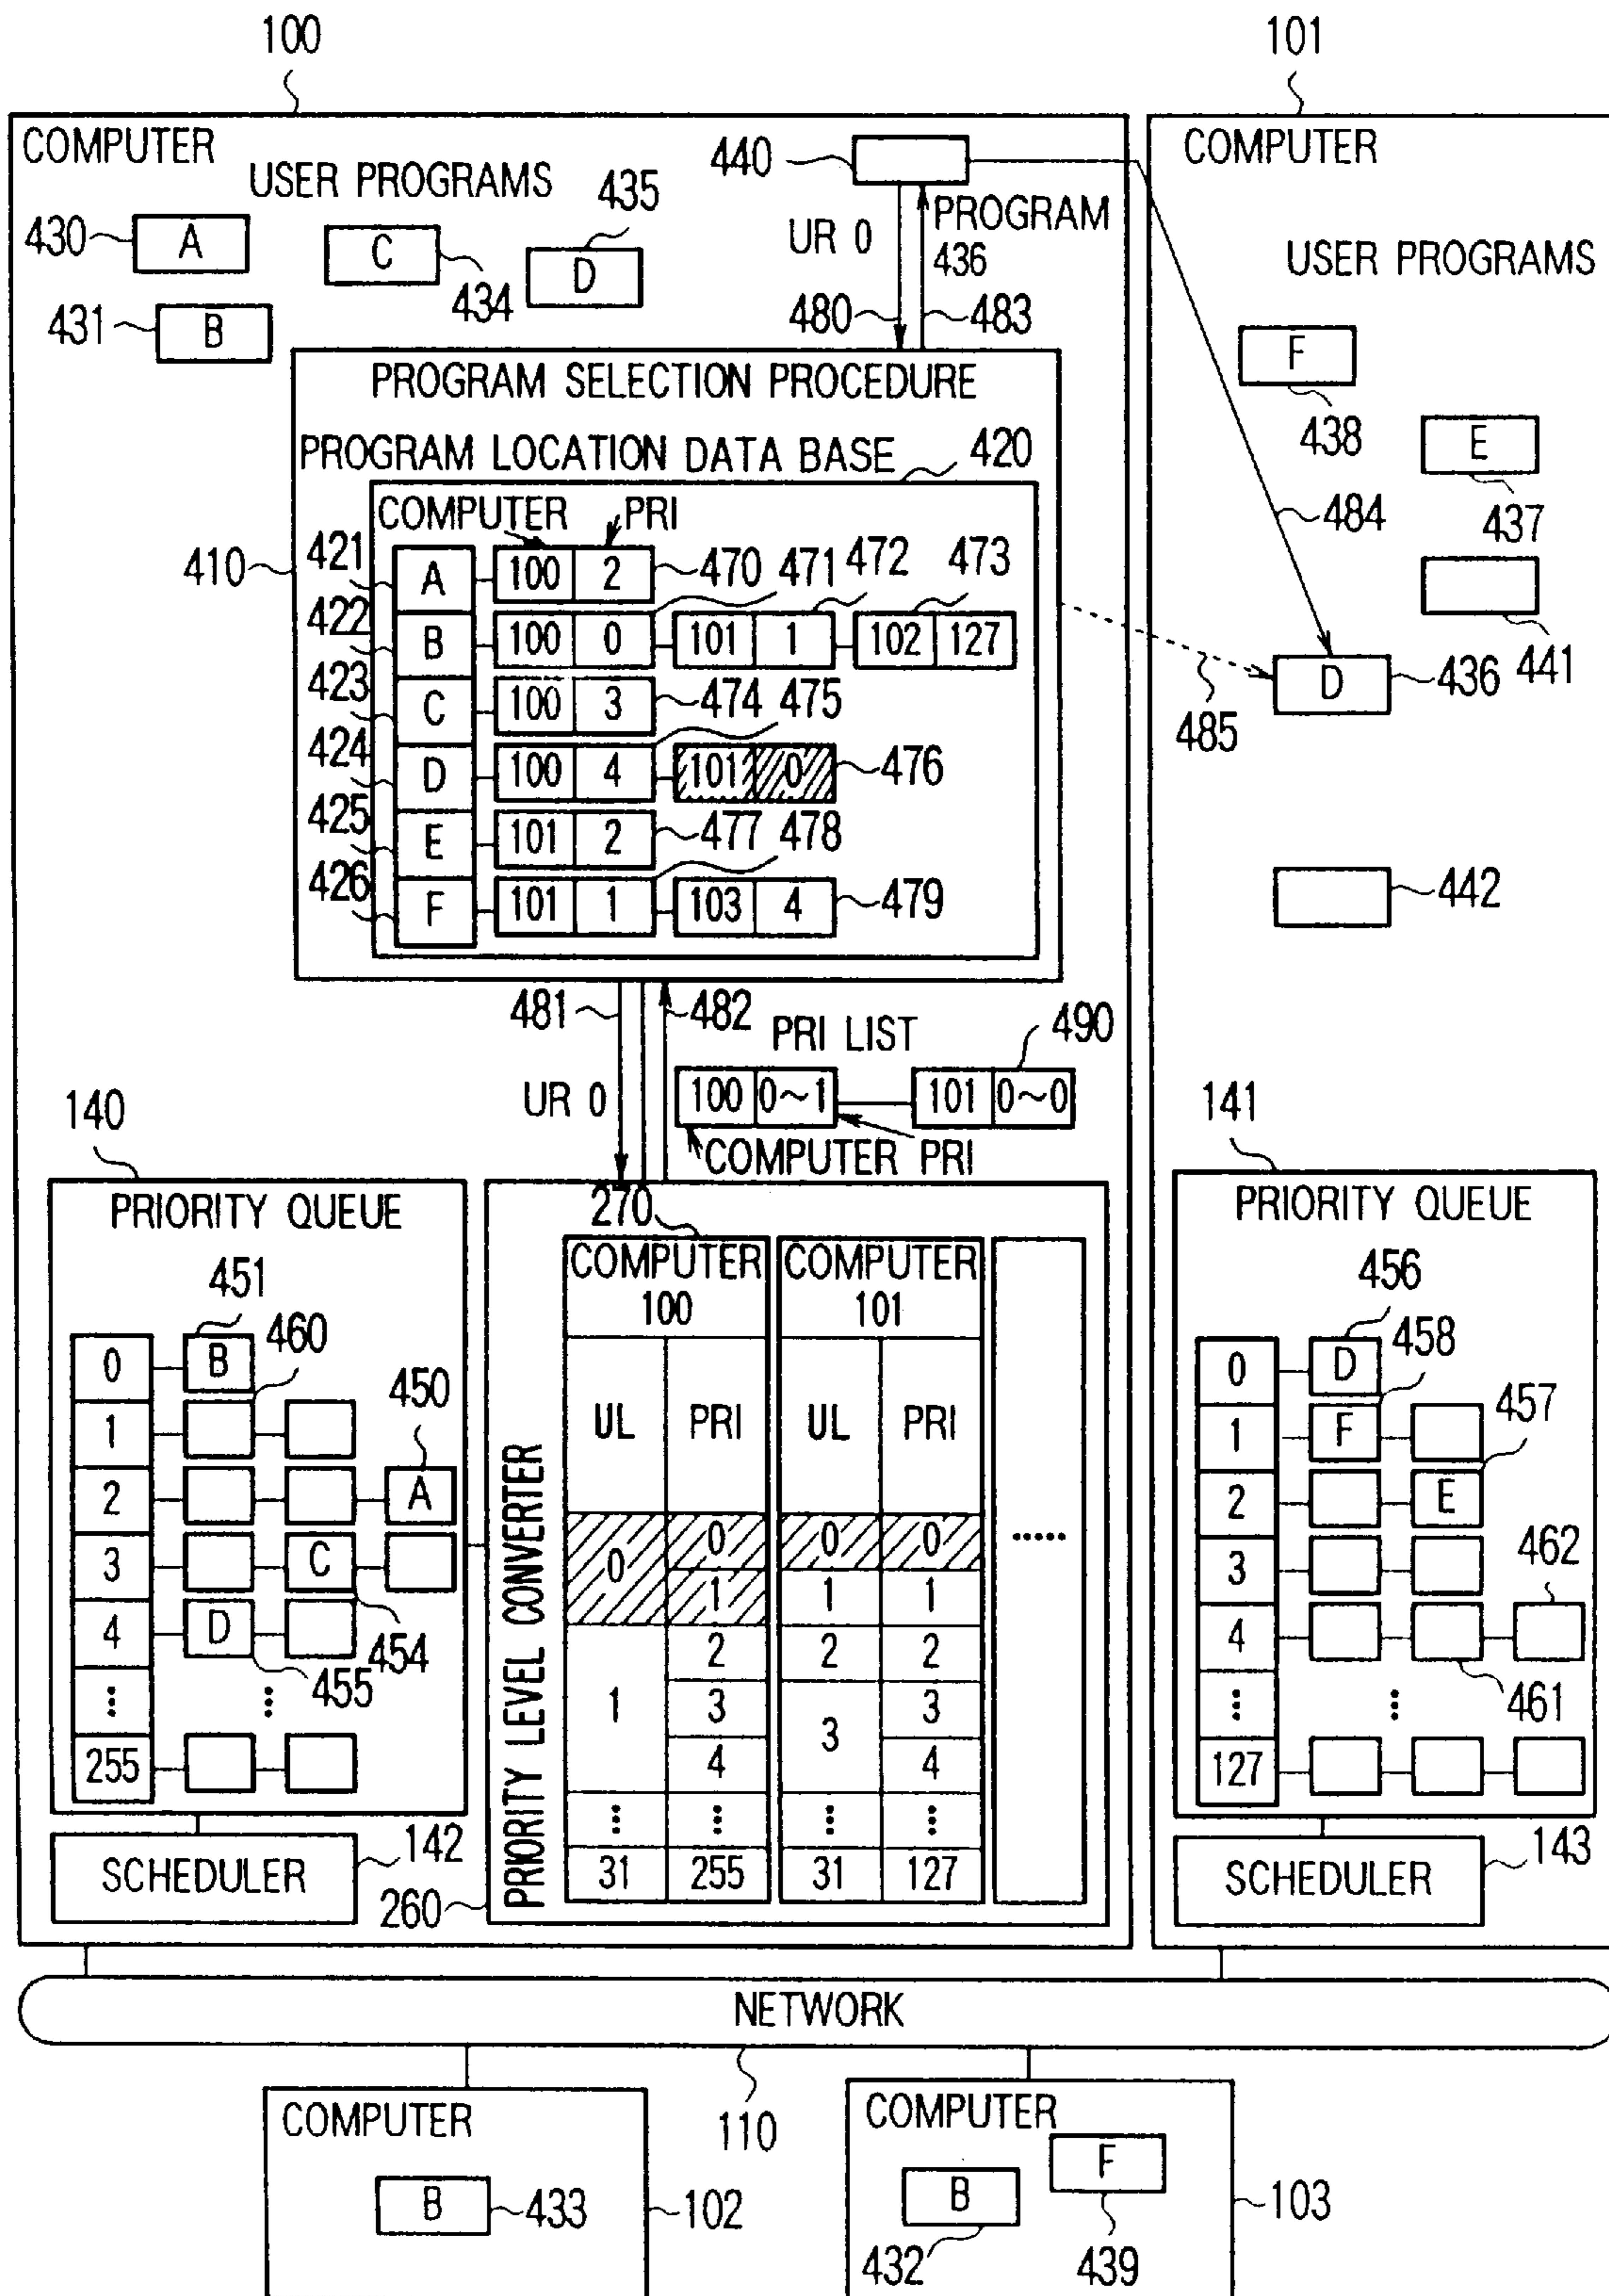 100
101
COMPUTER
USER PROGRAMS
430
A
C
434
435
D
431
B
440
UR 0
PROGRAM
436
480
483
COMPUTER
USER PROGRAMS
F
438
E
437
484
441
D
436
485
442
PROGRAM SELECTION PROCEDURE
PROGRAM LOCATION DATA BASE
420
410
COMPUTER PRI
421 A 100 2 470
422 B 100 0 471 101 1 472 102 127 473
423 C 100 3 474
424 D 100 4 475 101 0 476
425 E 101 2 477
426 F 101 1 478 103 4 479
481
482
PRI LIST
490
UR 0
100 0~1 101 0~0
COMPUTER PRI
140
PRIORITY QUEUE
451
460
450
0 B
1
2 A
3 C
4 D
454
455
⋮ ⋮
255
142
SCHEDULER
270
PRIORITY LEVEL CONVERTER
260
COMPUTER COMPUTER
100 101
UL PRI UL PRI
0 0 0 0
1 1 1
2 2 2
1 3 3 3
4 4
⋮ ⋮ ⋮ ⋮
31 255 31 127
......
141
PRIORITY QUEUE
456
458
457
0 D
1 F
2 E
3
462
4
461
⋮ ⋮
127
SCHEDULER
143
NETWORK
110
COMPUTER
B
433
102
COMPUTER
F
B
432
439
103